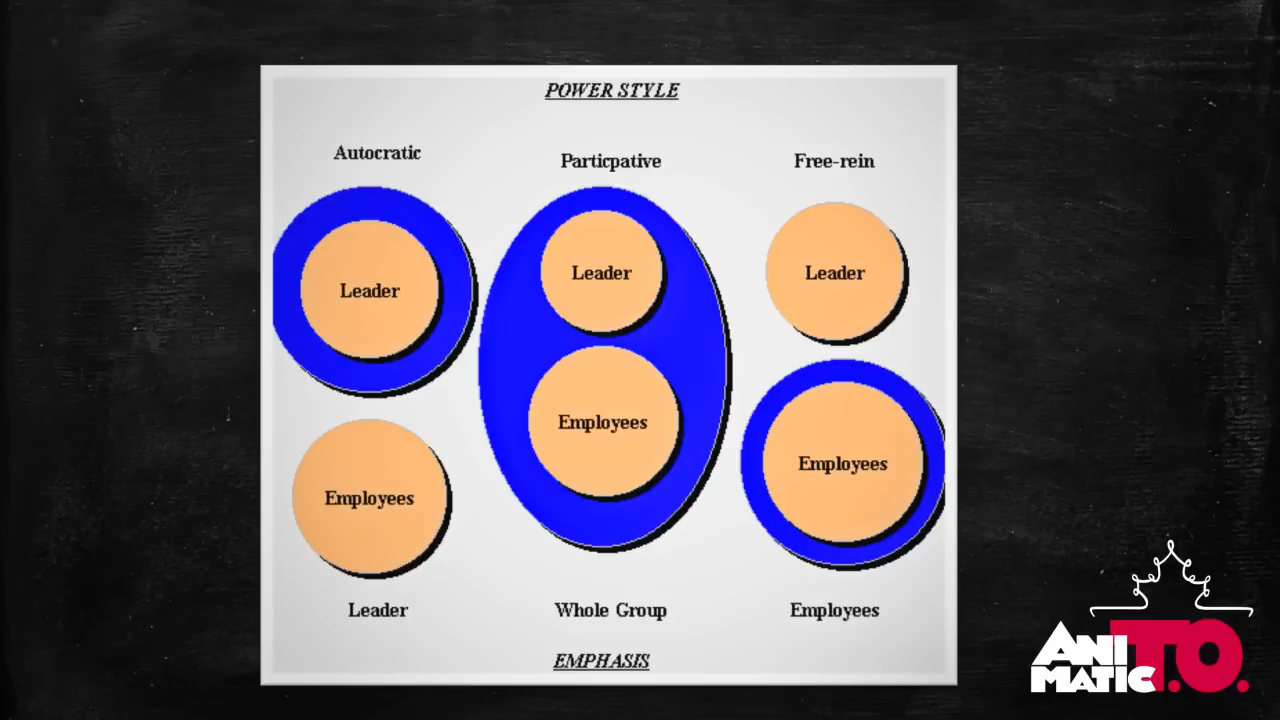 POWER STYLE
Autocratic
Particpative
Free-rein
Leader
Leader
Leader
Employees
Employees
Employees
Leader
Whole Group
Employees
EMPHASIS
ANI T.O.
MATIC